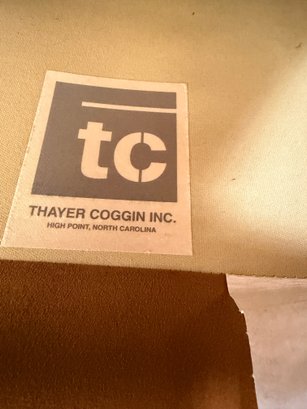 tc
THAYER COGGIN INC.
HIGH POINT, NORTH CAROLINA